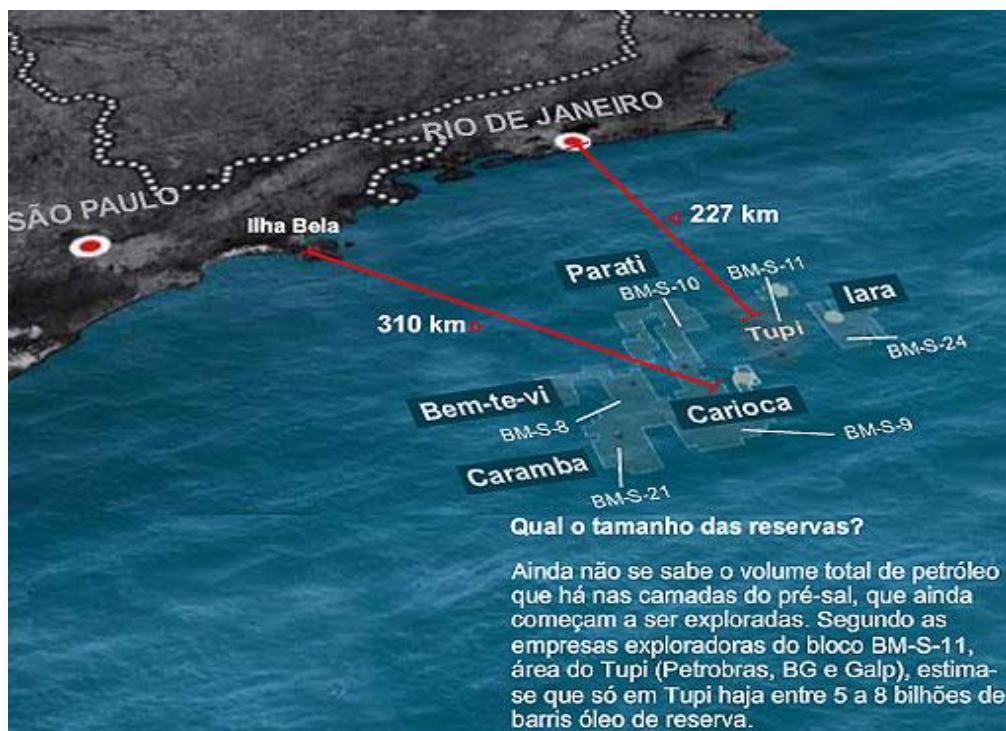 RIO DE JANEIRO
SÃO PAULO
Ilha Bela
227 km
Parati
BM-S-11
BM-S-10
Iara
310 km
Tupi
BM-S-24
Bem-te-vi
Carioca
BM-S-8
BM-S-9
Caramba
BM-S-21
Qual o tamanho das reservas?
Ainda não se sabe o volume total de petróleo
que há nas camadas do pré-sal, que ainda
começam a ser exploradas. Segundo as
empresas exploradoras do bloco BM-S-11,
área do Tupi (Petrobras, BG e Galp), estima-
se que só em Tupi haja entre 5 a 8 bilhões de
barris óleo de reserva.